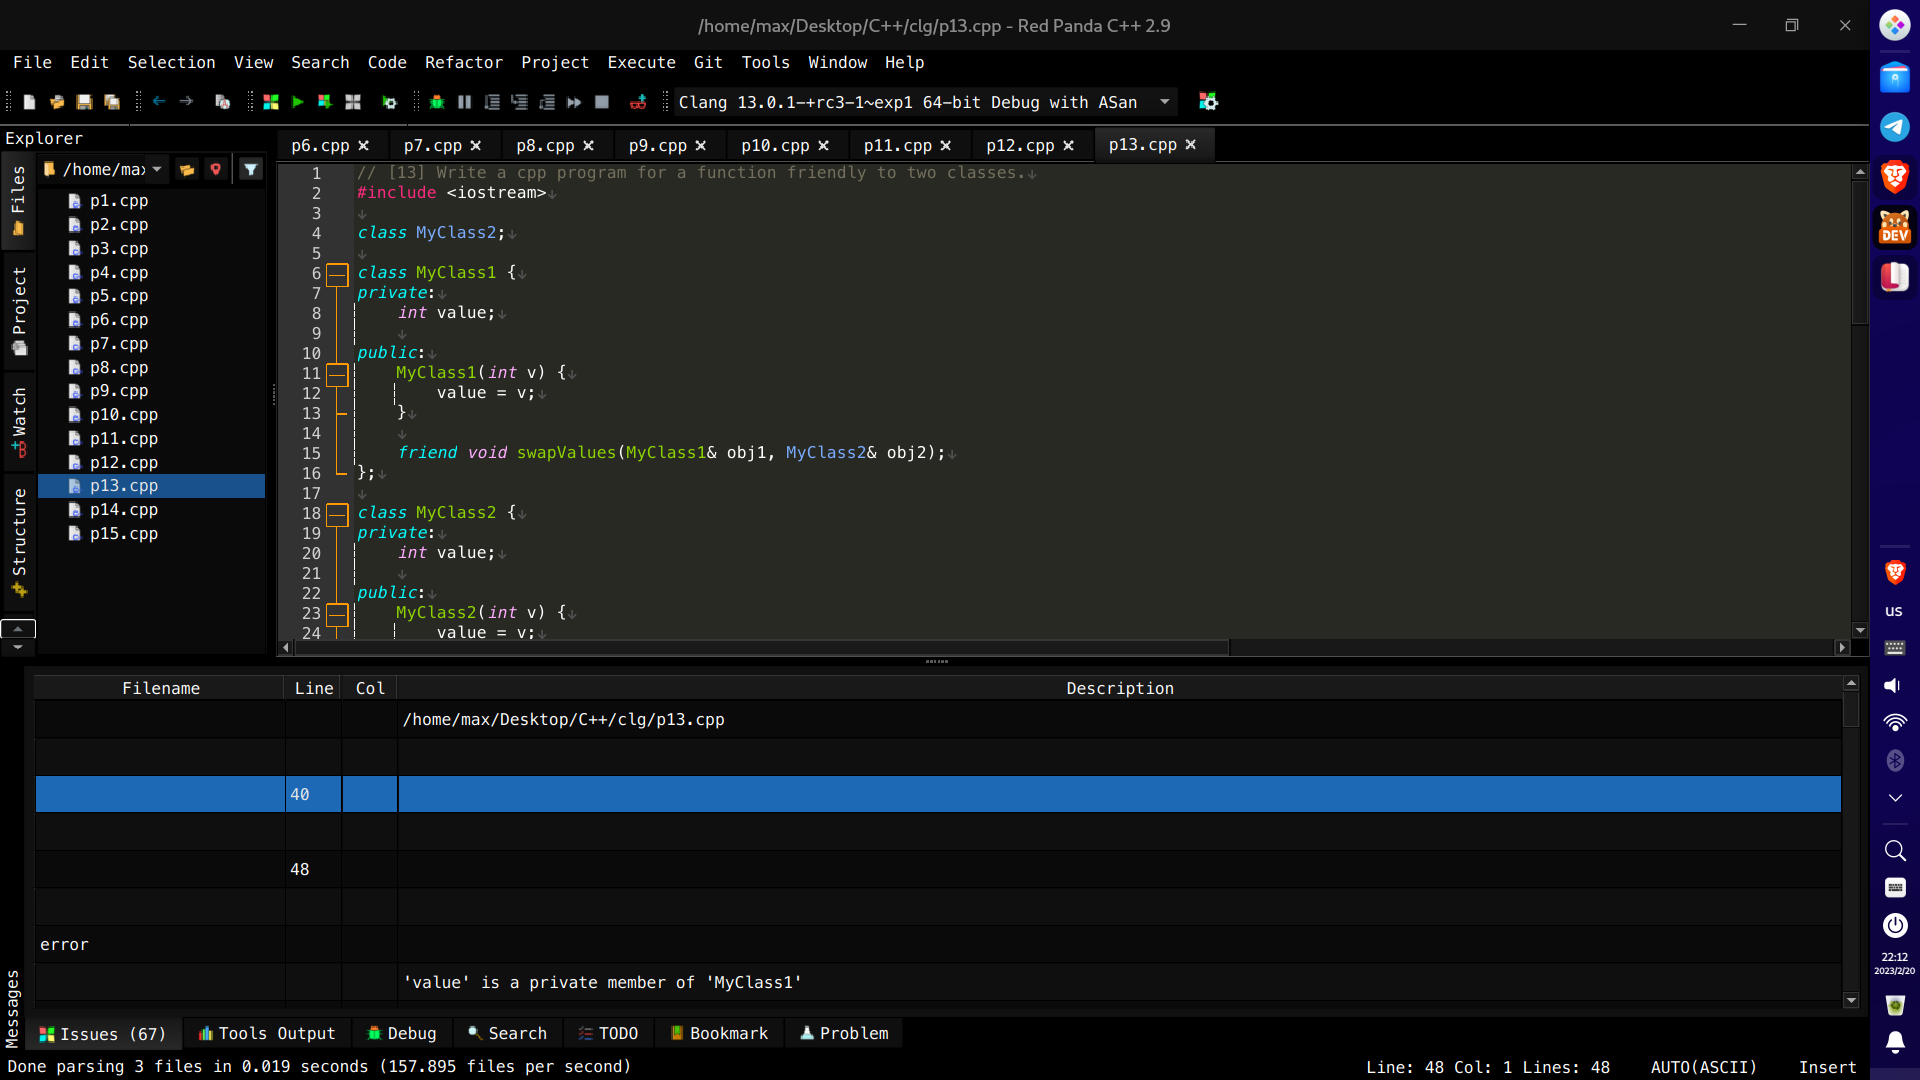 /home/max/Desktop/C++/clg/p13.cpp - Red Panda C++ 2.9
File Edit Selection View Search Code Refactor Project Execute Git Tools Window Help
Clang 13.0.1-+rc3-1~exp1 64-bit Debug with ASan
Explorer
p6.cpp p7.cpp p8.cpp p9.cpp p10.cpp p11.cpp p12.cpp p13.cpp
Files
Project
Watch
Structure
/home/max
p1.cpp
p2.cpp
p3.cpp
p4.cpp
p5.cpp
p6.cpp
p7.cpp
p8.cpp
p9.cpp
p10.cpp
p11.cpp
p12.cpp
p13.cpp
p14.cpp
p15.cpp
1 // [13] Write a cpp program for a function friendly to two classes.
2 #include <iostream>
3
4 class MyClass2;
5
6 class MyClass1 {
7 private:
8 int value;
9
10 public:
11 MyClass1(int v) {
12 value = v;
13 }
14
15 friend void swapValues(MyClass1& obj1, MyClass2& obj2);
16 };
17
18 class MyClass2 {
19 private:
20 int value;
21
22 public:
23 MyClass2(int v) {
24 value = v;
Filename Line Col Description
/home/max/Desktop/C++/clg/p13.cpp
40
48
error
'value' is a private member of 'MyClass1'
Messages
Issues (67) Tools Output Debug Search TODO Bookmark Problem
Done parsing 3 files in 0.019 seconds (157.895 files per second)
Line: 48 Col: 1 Lines: 48 AUTO(ASCII) Insert
DEV
us
22:12
2023/2/20